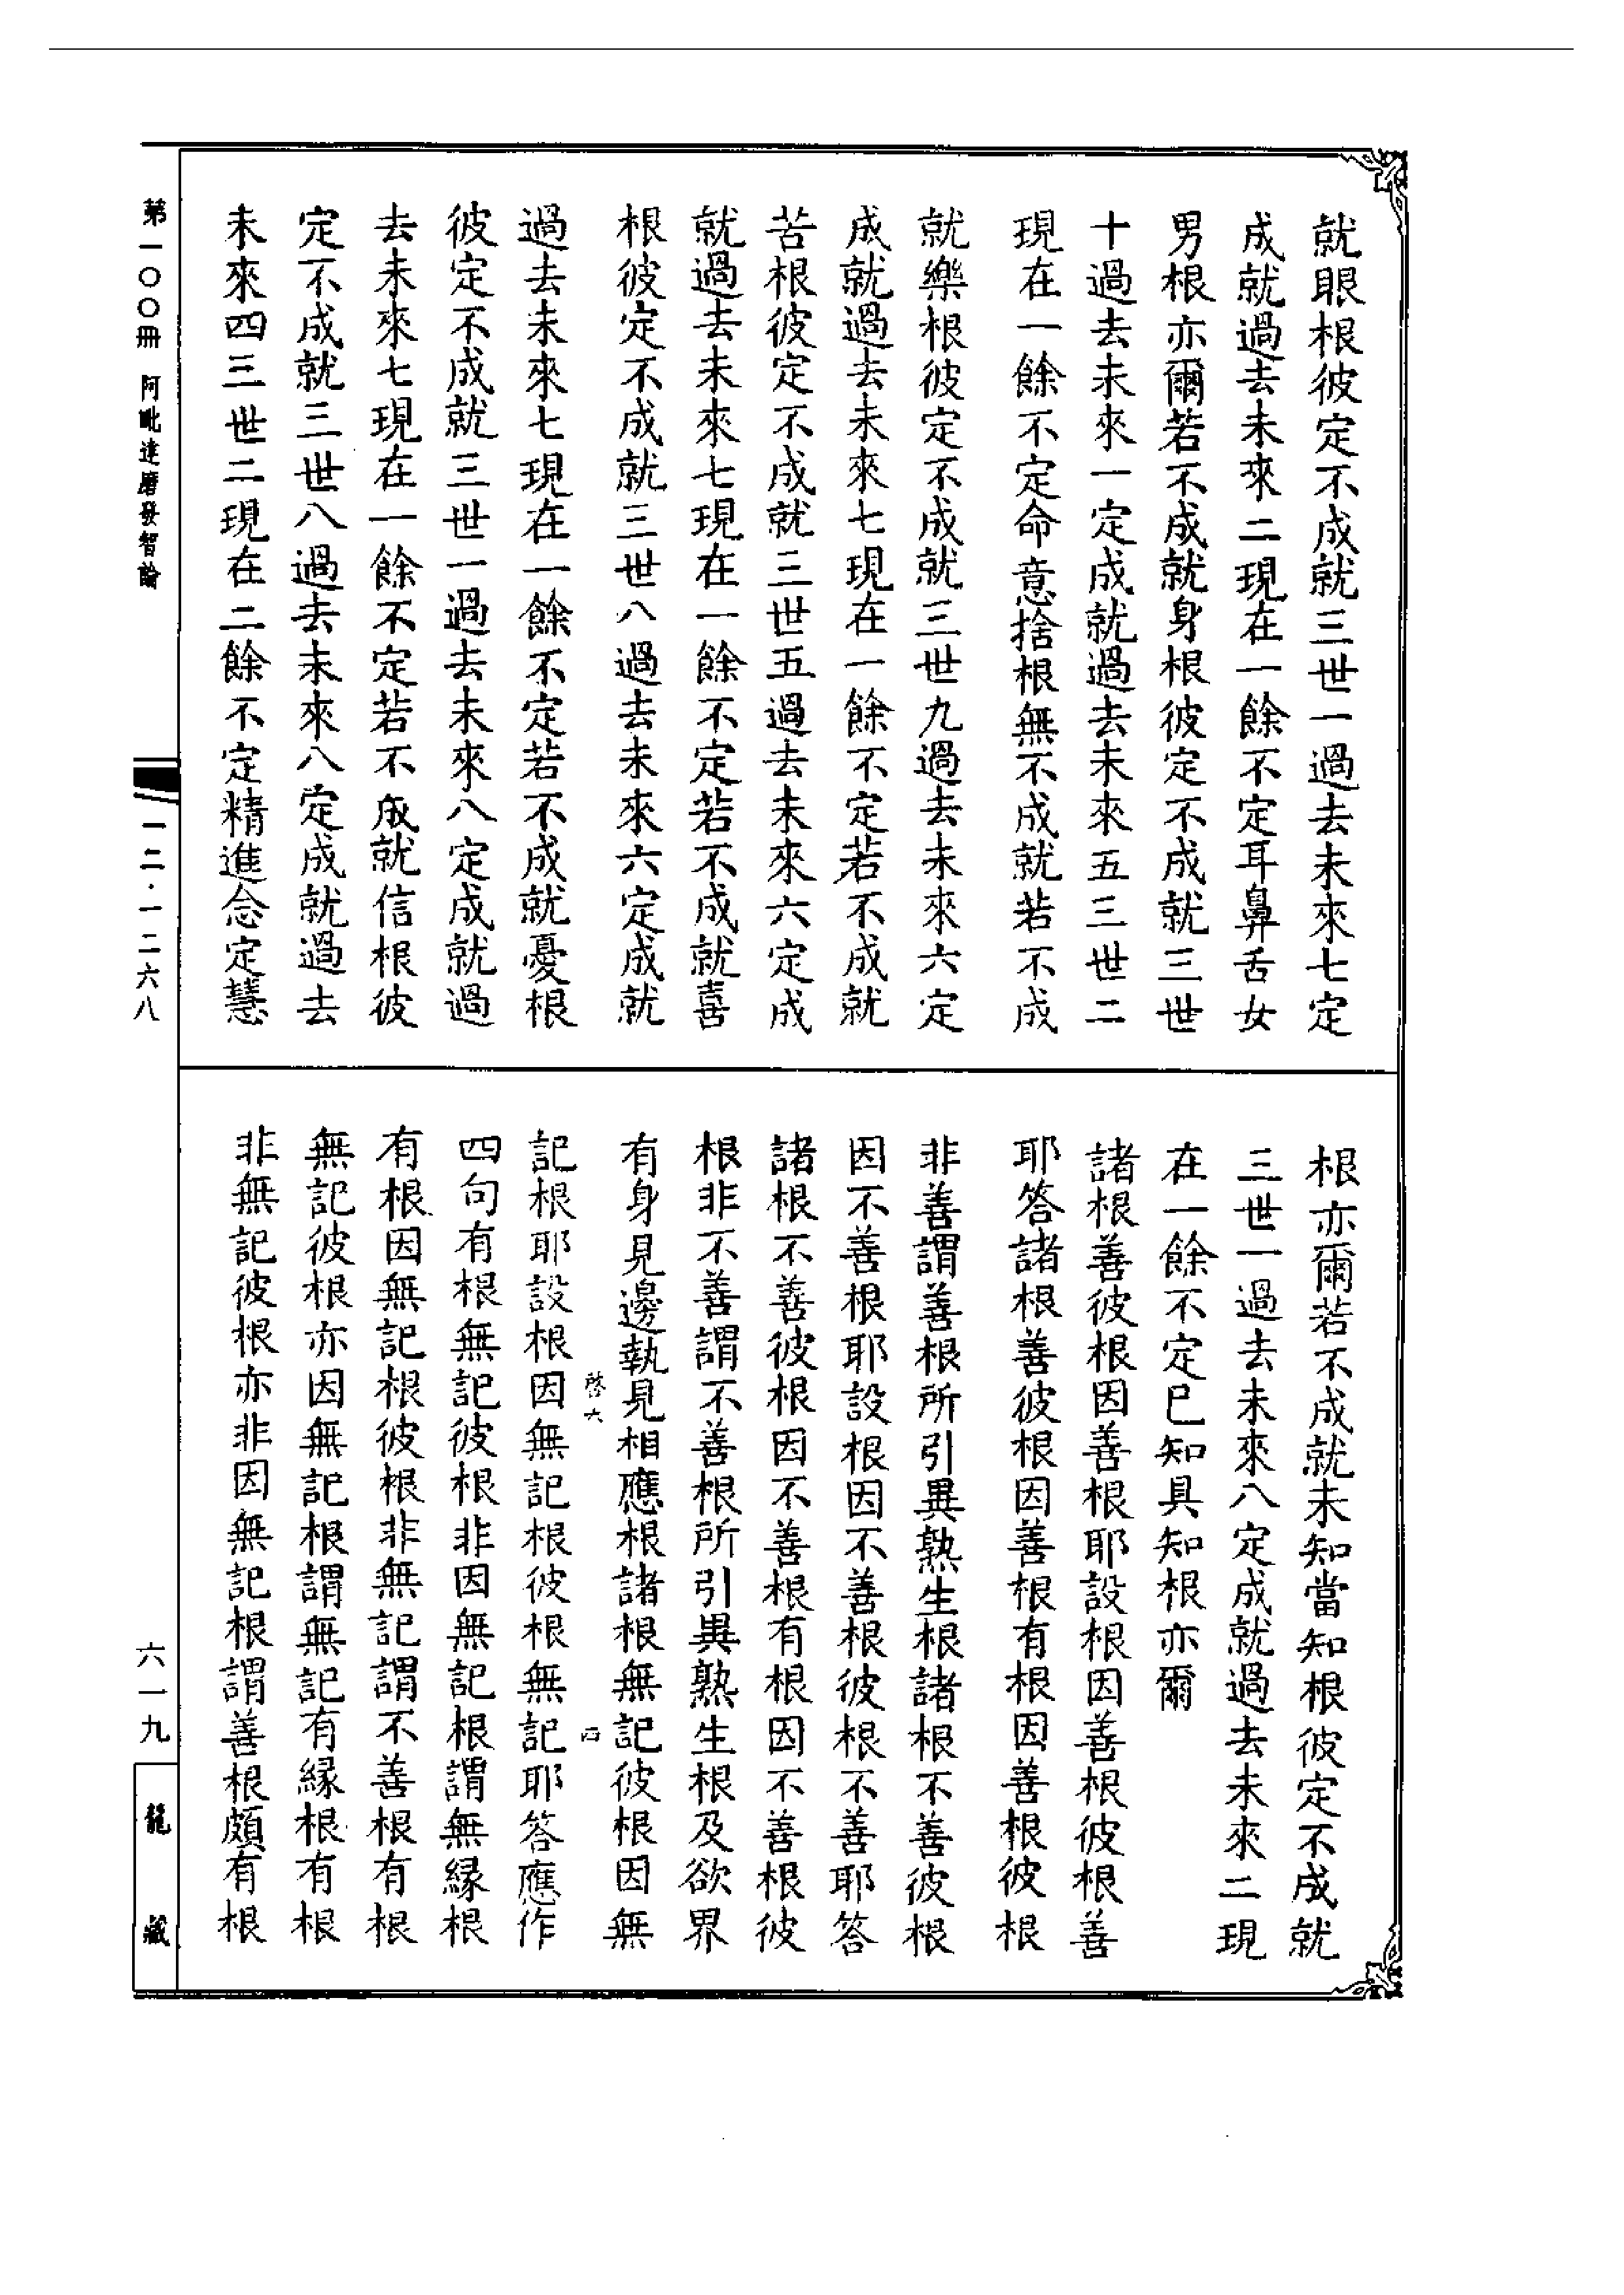 就眼根彼定不成就三世一過去未來七定
成就過去未來二現在一餘不定耳鼻舌女
男根亦爾若不成就身根彼定不成就三世
十過去未來一定成就過去未來五三世二
現在一餘不定命意捨根無不成就若不成
就樂根彼定不成就三世九過去未來六定
成就過去未來七現在一餘不定若不成就
苦根彼定不成就三世五過去未來六定成
就過去未來七現在一餘不定若不成就喜
根彼定不成就三世八過去未來六定成就
過去未來七現在一餘不定若不成就憂根
彼定不成就三世一過去未來八定成就過
去未來七現在一餘不定若不成就信根彼
定不成就三世八過去未來八定成就過去
未來四三世二現在二餘不定精進念定慧
根亦爾若不成就未知當知根彼定不成就
三世一過去未來八定成就過去未來二現
在一餘不定已知具知根亦爾
諸根善彼根因善根耶設根因善根彼根善
耶答諸根善彼根因善根有根因善根彼根
非善謂善根所引異熟生根諸根不善彼根
因不善根耶設根因不善根彼根不善耶答
諸根不善彼根因不善根有根因不善根彼
根非不善謂不善根所引異熟生根及欲界
有身見邊執見相應根諸根無記彼根因無
啓六 四
記根耶設根因無記根彼根無記耶答應作
四句有根無記彼根非因無記根謂無緣根
有根因無記根彼根非無記謂不善根有根
無記彼根亦因無記根謂無記有緣根有根
非無記彼根亦非因無記根謂善根頗有根
第一〇〇冊 阿毗達磨發智論
一二·一二六八
六一九
龍藏